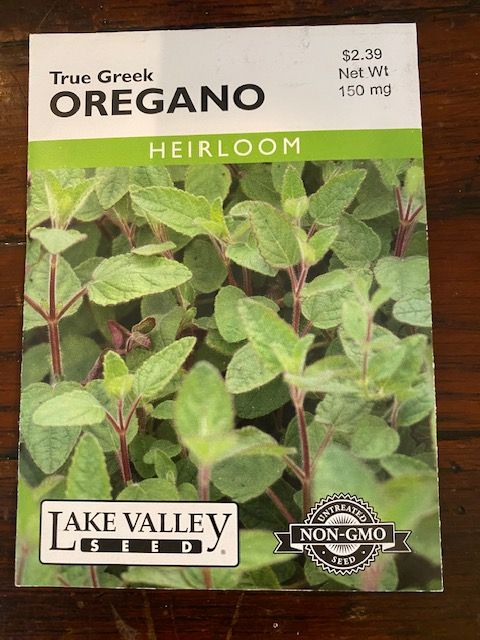 True Greek
OREGANO
$2.39
Net Wt
150 mg
HEIRLOOM
LAKE VALLEY
SEED
®
UNTREATED
NON-GMO
SEED